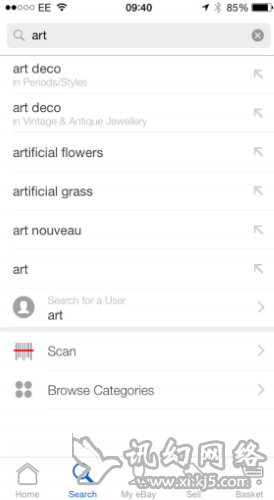 EE 09:40 85%
art
art deco
in Periods/Styles
art deco
in Vintage & Antique Jewellery
artificial flowers
artificial grass
art nouveau
art
Search for a User
art
Scan
Browse Categories
讯幻网络
www.xhkj5.com
Home Search My eBay Sell Basket